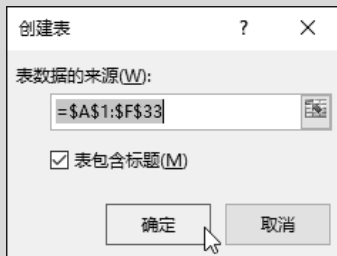 创建表 ? ×
表数据的来源(W):
=$A$1:$F$33
表包含标题(M)
确定 取消